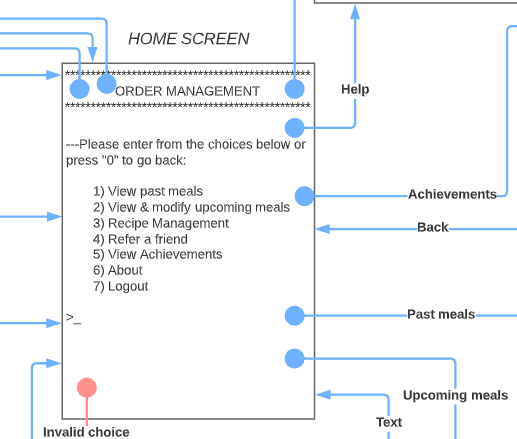 HOME SCREEN
***************************************************
ORDER MANAGEMENT
***************************************************
Help
---Please enter from the choices below or
press "0" to go back:
1) View past meals
Achievements
2) View & modify upcoming meals
3) Recipe Management
Back
4) Refer a friend
5) View Achievements
6) About
7) Logout
>_
Past meals
Upcoming meals
Text
Invalid choice